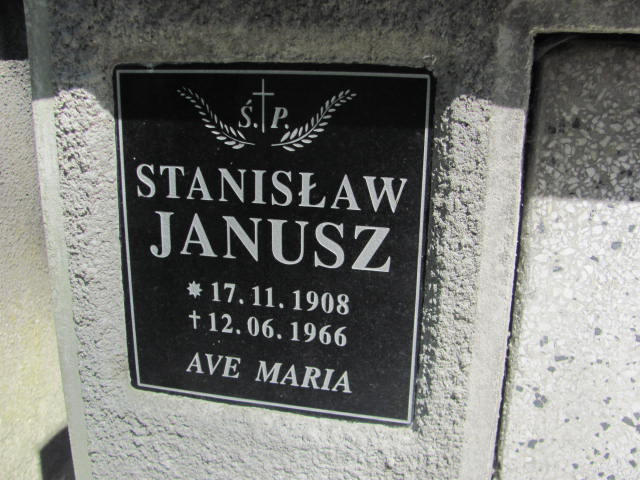 Ś. P.
STANISŁAW
JANUSZ
* 17. 11. 1908
† 12. 06. 1966
AVE MARIA